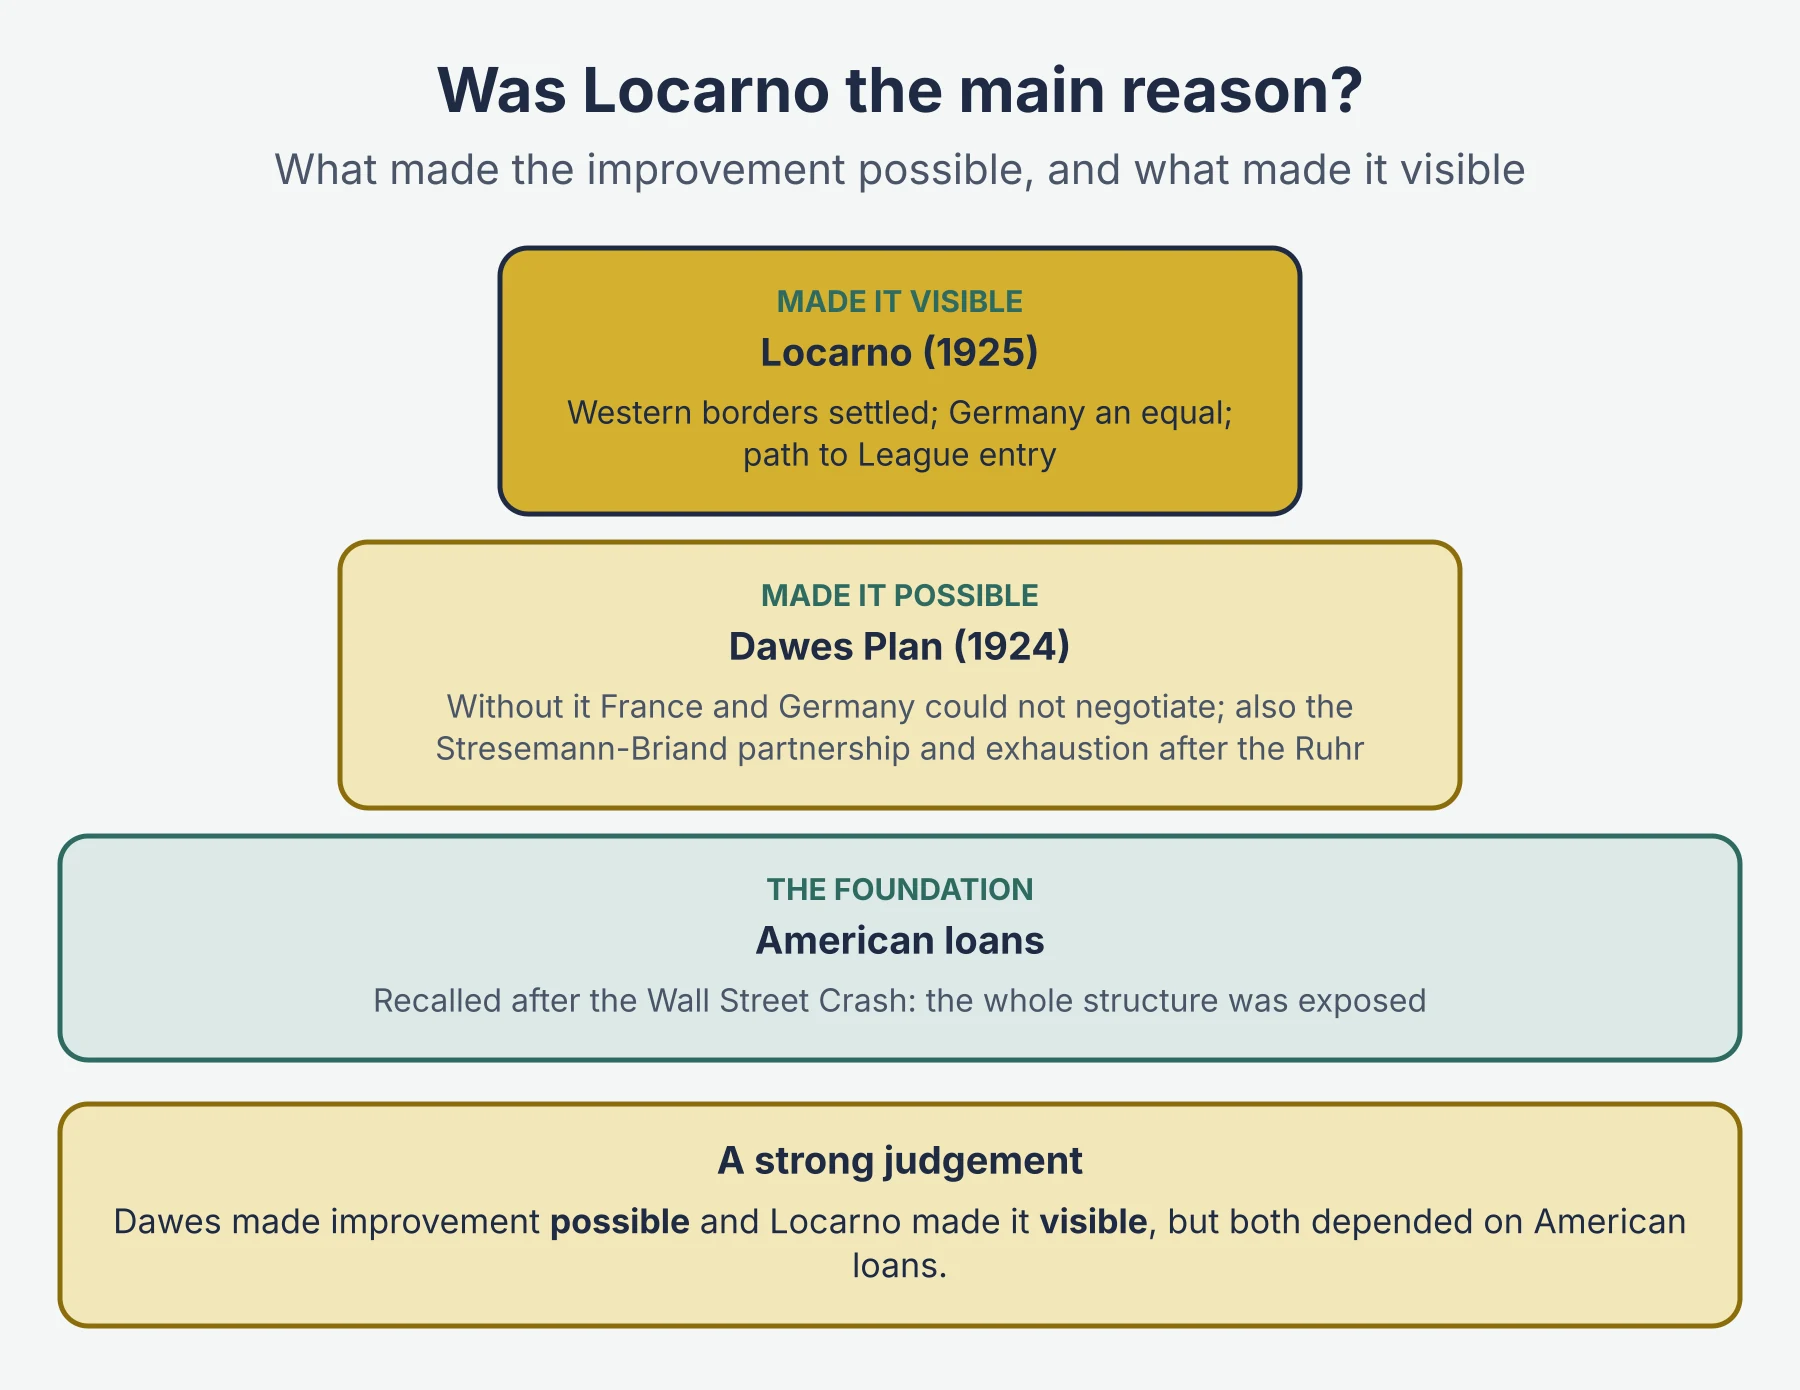 Was Locarno the main reason?
What made the improvement possible, and what made it visible
MADE IT VISIBLE
Locarno (1925)
Western borders settled; Germany an equal;
path to League entry
MADE IT POSSIBLE
Dawes Plan (1924)
Without it France and Germany could not negotiate; also the
Stresemann-Briand partnership and exhaustion after the Ruhr
THE FOUNDATION
American loans
Recalled after the Wall Street Crash: the whole structure was exposed
A strong judgement
Dawes made improvement possible and Locarno made it visible, but both depended on American
loans.